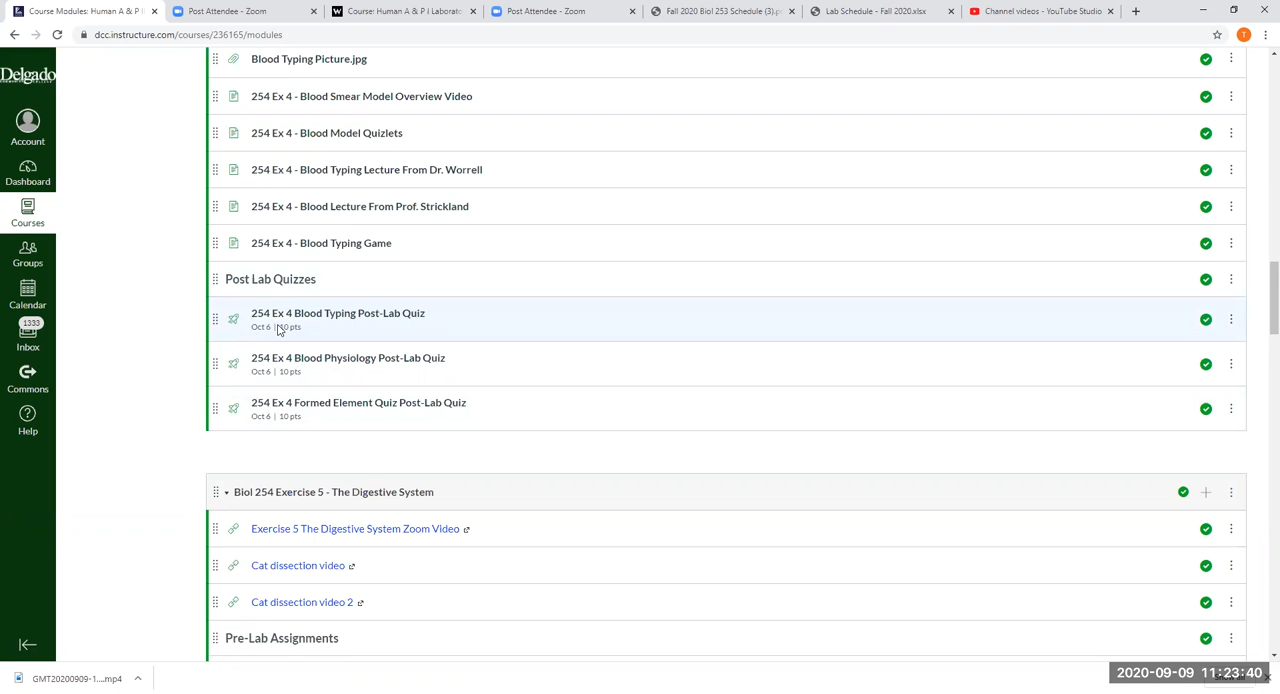 Course Modules: Human A & P II
Post Attendee - Zoom
Course: Human A & P I Laborato
Post Attendee - Zoom
Fall 2020 Biol 253 Schedule (3).p
Lab Schedule - Fall 2020.xlsx
Channel videos - YouTube Studio
dcc.instructure.com/courses/236165/modules
T
Delgado
Account
Dashboard
Courses
Groups
Calendar
1333
Inbox
Commons
Help
Blood Typing Picture.jpg
254 Ex 4 - Blood Smear Model Overview Video
254 Ex 4 - Blood Model Quizlets
254 Ex 4 - Blood Typing Lecture From Dr. Worrell
254 Ex 4 - Blood Lecture From Prof. Strickland
254 Ex 4 - Blood Typing Game
Post Lab Quizzes
254 Ex 4 Blood Typing Post-Lab Quiz
Oct 6 | 10 pts
254 Ex 4 Blood Physiology Post-Lab Quiz
Oct 6 | 10 pts
254 Ex 4 Formed Element Quiz Post-Lab Quiz
Oct 6 | 10 pts
Biol 254 Exercise 5 - The Digestive System
Exercise 5 The Digestive System Zoom Video
Cat dissection video
Cat dissection video 2
Pre-Lab Assignments
GMT20200909-1....mp4
2020-09-09 11:23:40